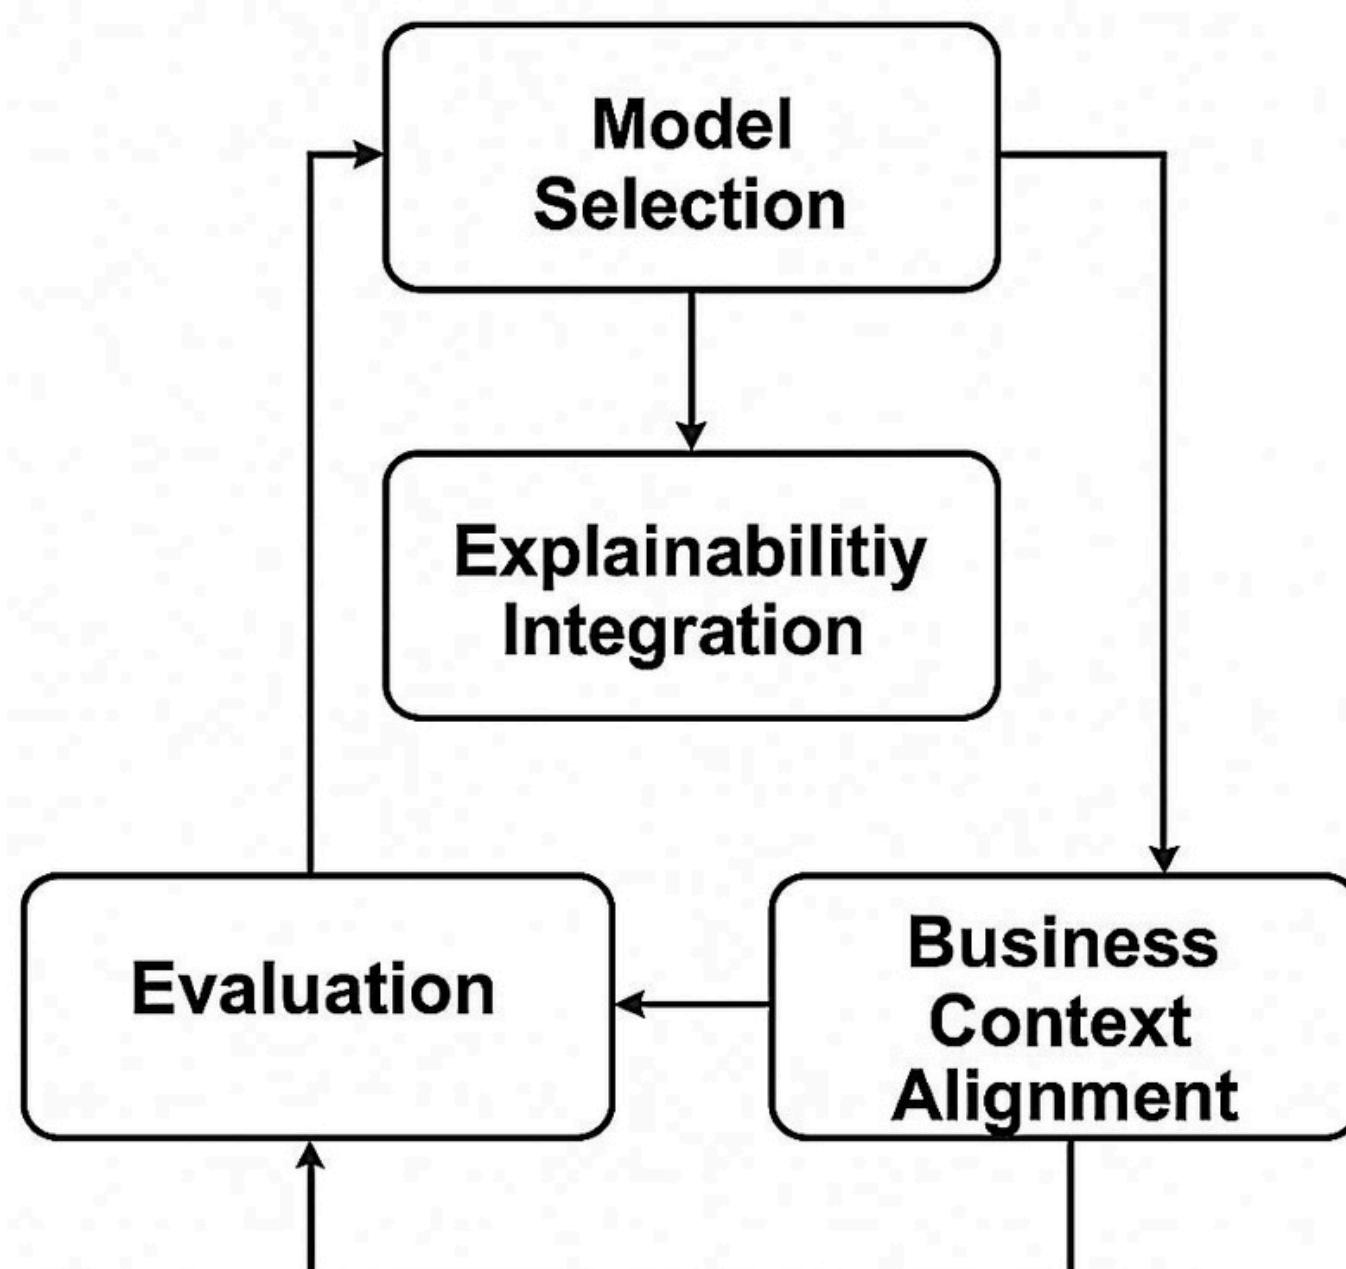 Model
Selection
Explainabilitiy
Integration
Evaluation
Business
Context
Alignment